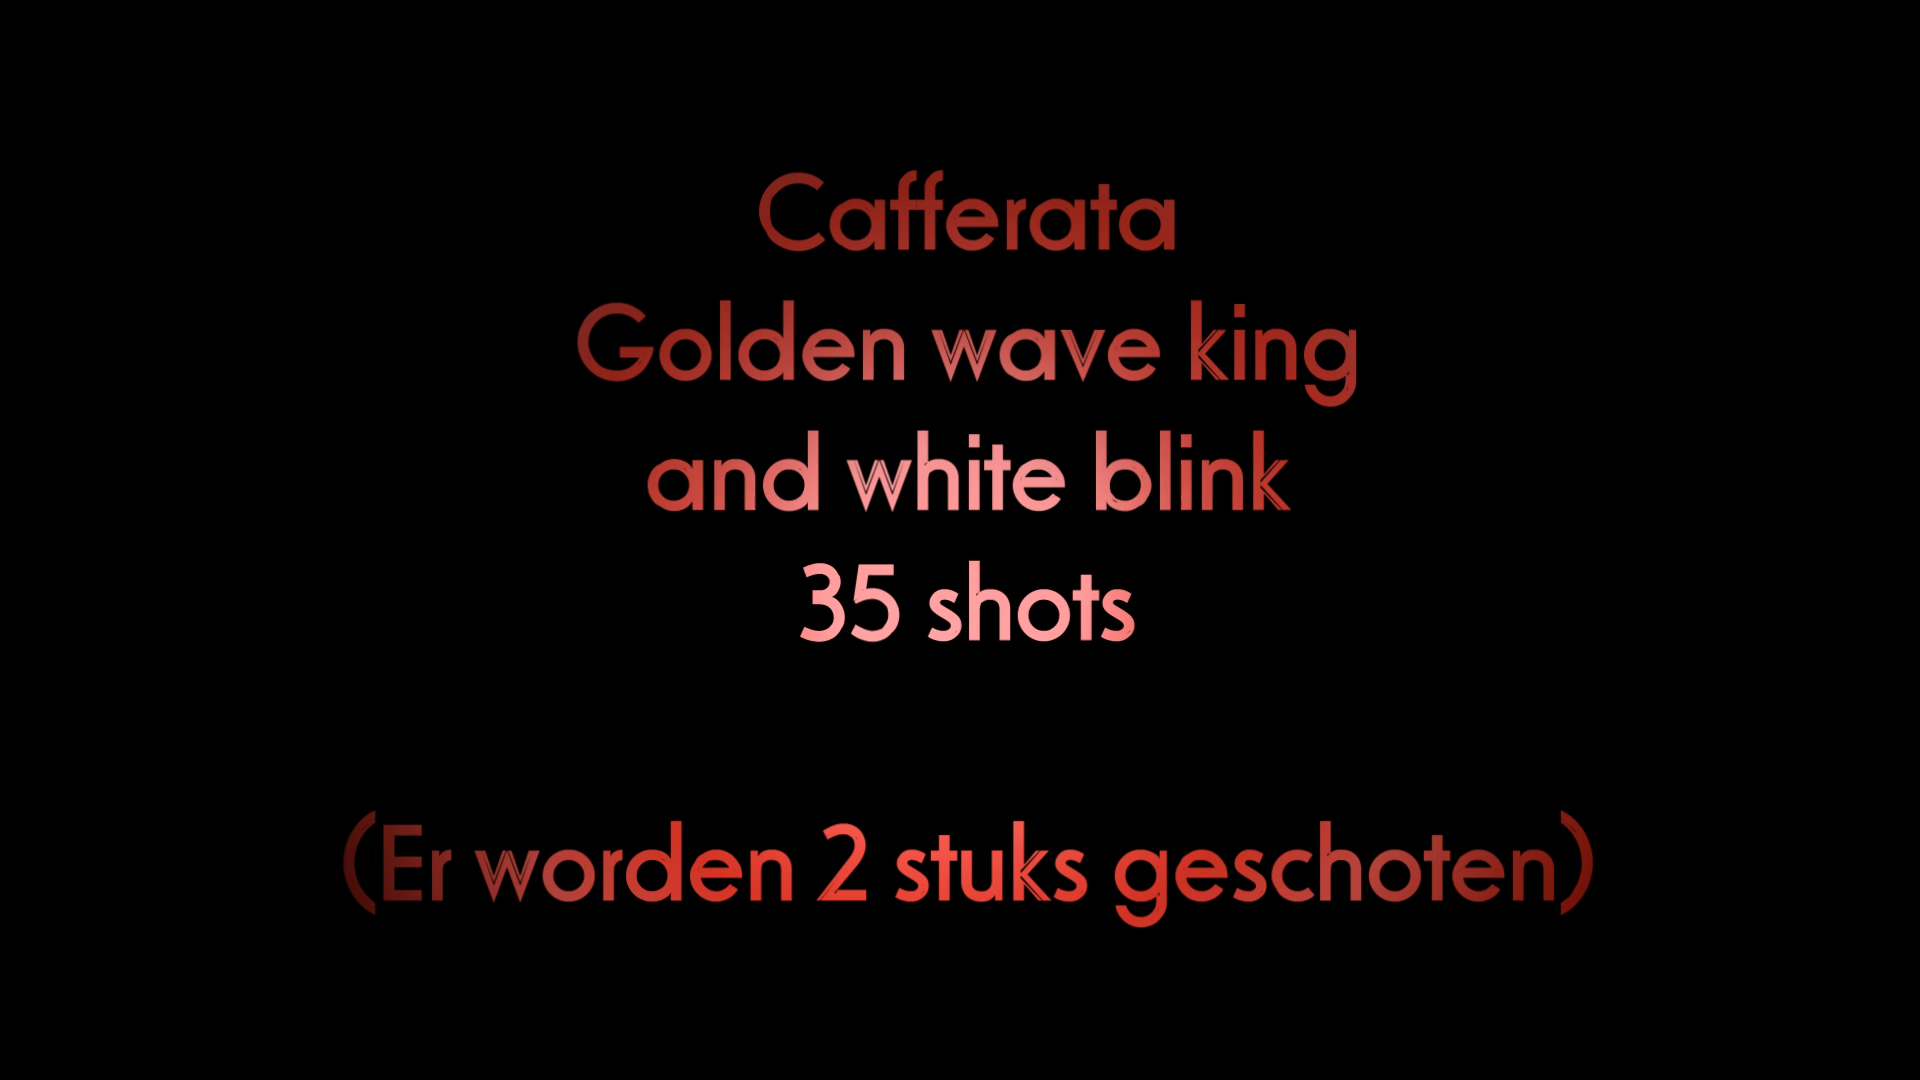 Cafferata
Golden wave king
and white blink
35 shots
(Er worden 2 stuks geschoten)